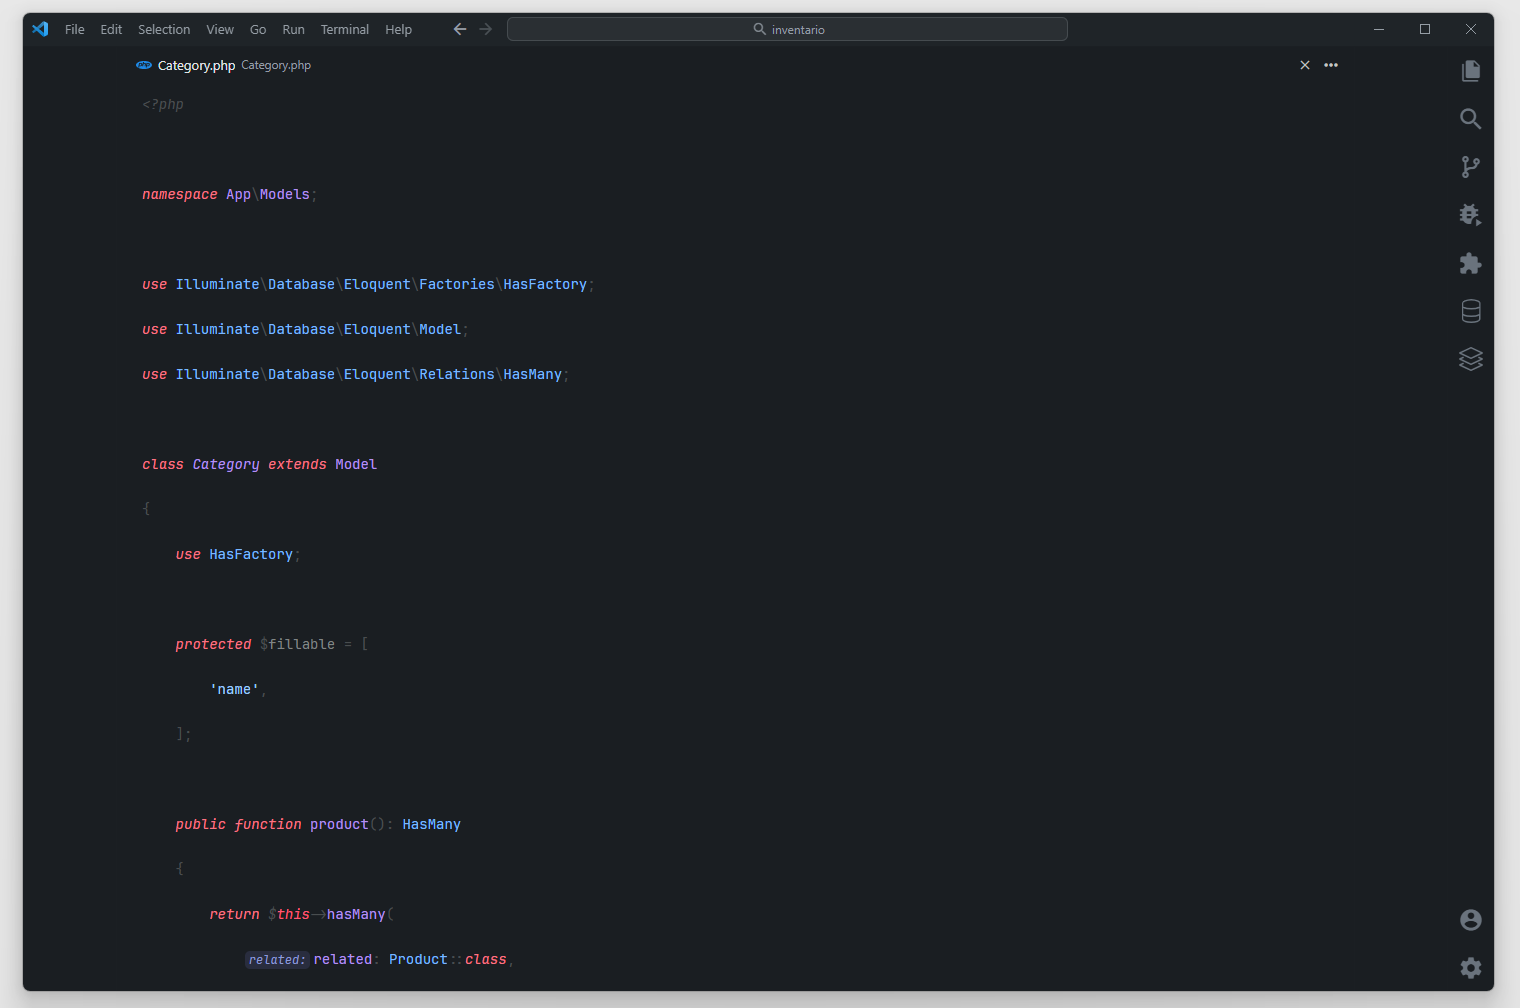 File Edit Selection View Go Run Terminal Help inventario
php Category.php Category.php
<?php
namespace App\Models;
use Illuminate\Database\Eloquent\Factories\HasFactory;
use Illuminate\Database\Eloquent\Model;
use Illuminate\Database\Eloquent\Relations\HasMany;
class Category extends Model
{
    use HasFactory;
    protected $fillable = [
        'name',
    ];
    public function product(): HasMany
    {
        return $this->hasMany(
            related: related: Product::class,